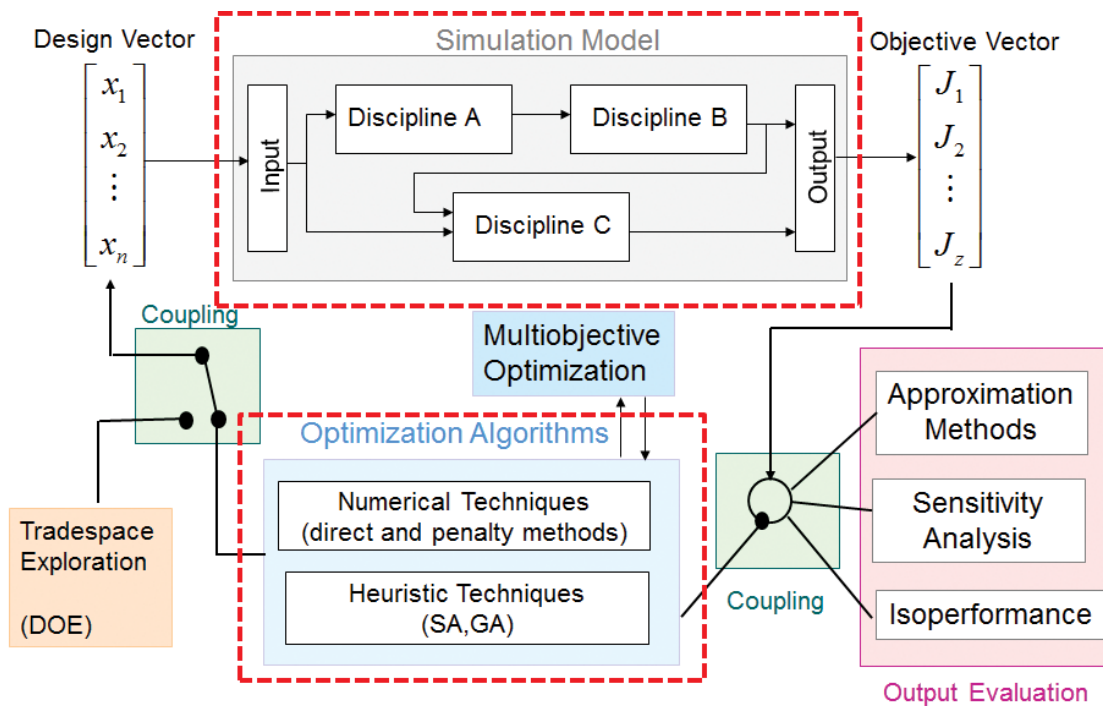 Design Vector
x1
x2
⋮
xn
Simulation Model
Input
Discipline A
Discipline B
Discipline C
Output
Objective Vector
J1
J2
⋮
Jz
Coupling
Multiobjective
Optimization
Optimization Algorithms
Numerical Techniques
(direct and penalty methods)
Heuristic Techniques
(SA,GA)
Tradespace
Exploration
(DOE)
Coupling
Approximation
Methods
Sensitivity
Analysis
Isoperformance
Output Evaluation